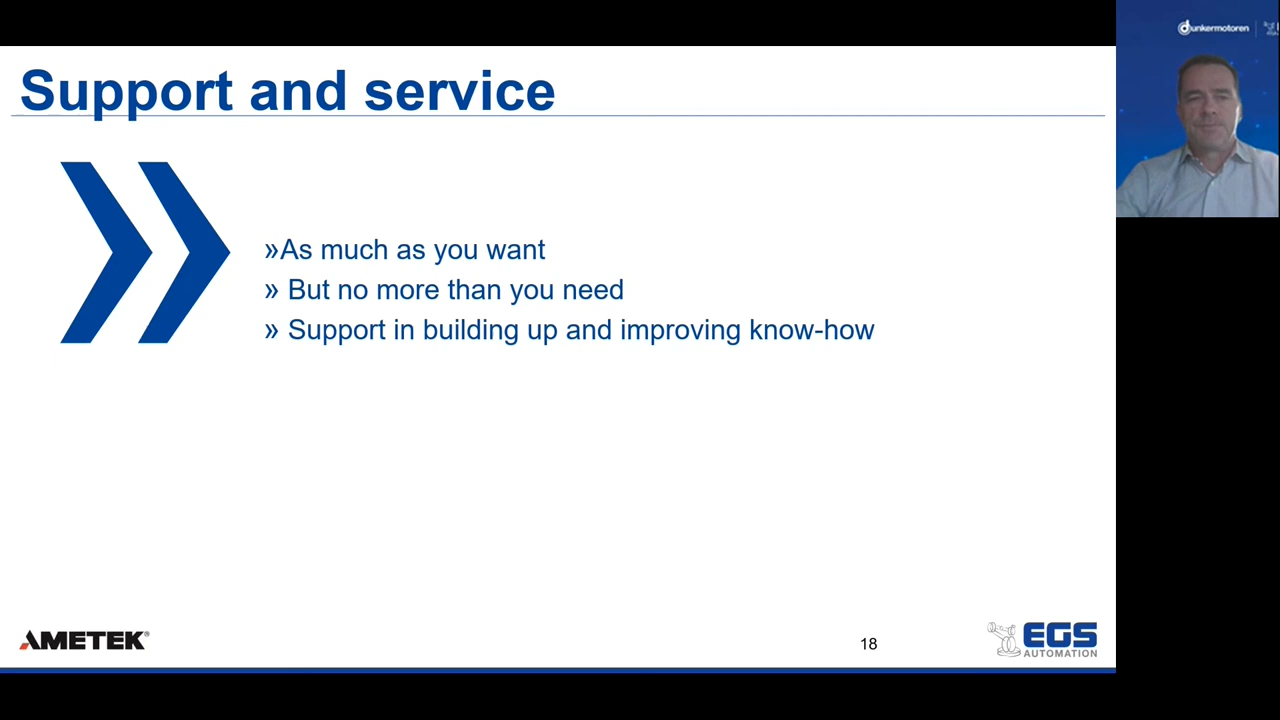 Support and service
»As much as you want
» But no more than you need
» Support in building up and improving know-how
AMETEK®
18
EGS
AUTOMATION
dunkermotoren